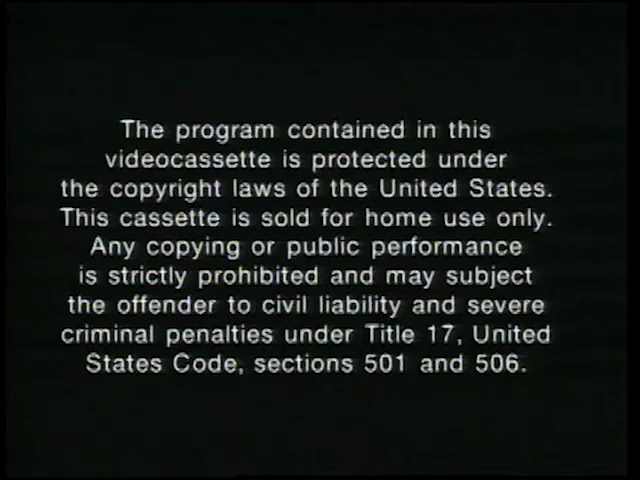 The program contained in this
videocassette is protected under
the copyright laws of the United States.
This cassette is sold for home use only.
Any copying or public performance
is strictly prohibited and may subject
the offender to civil liability and severe
criminal penalties under Title 17, United
States Code, sections 501 and 506.